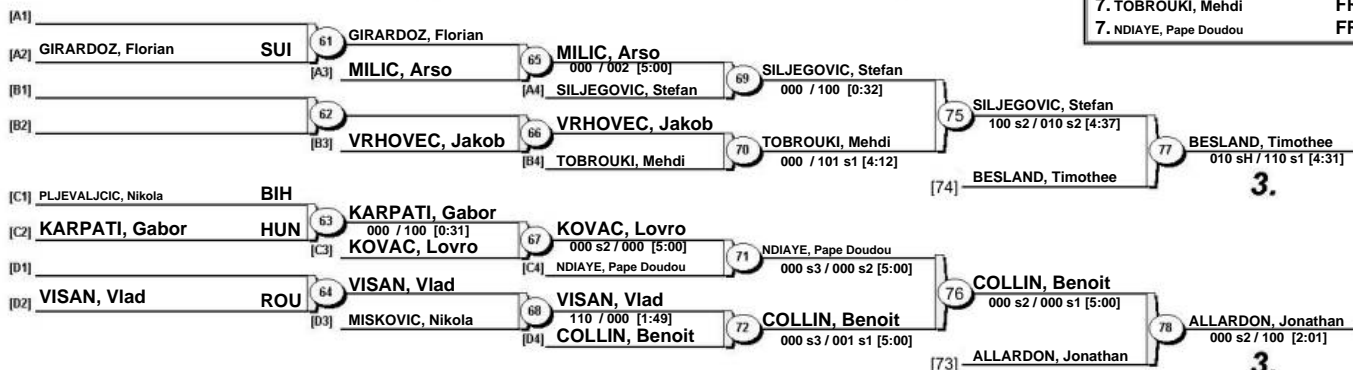 7. TOBROUKI, Mehdi FR
7. NDIAYE, Pape Doudou FR
[A1]
[A2] GIRARDOZ, Florian SUI
61
GIRARDOZ, Florian
[A3] MILIC, Arso
65
MILIC, Arso
000 / 002 [5:00]
[A4] SILJEGOVIC, Stefan
69
SILJEGOVIC, Stefan
000 / 100 [0:32]
[B1]
[B2]
62
[B3] VRHOVEC, Jakob
66
VRHOVEC, Jakob
[B4] TOBROUKI, Mehdi
70
TOBROUKI, Mehdi
000 / 101 s1 [4:12]
75
SILJEGOVIC, Stefan
100 s2 / 010 s2 [4:37]
[74] BESLAND, Timothee
77
BESLAND, Timothee
010 sH / 110 s1 [4:31]
3.
[C1] PLJEVALJCIC, Nikola BIH
[C2] KARPATI, Gabor HUN
63
KARPATI, Gabor
000 / 100 [0:31]
[C3] KOVAC, Lovro
67
KOVAC, Lovro
000 s2 / 000 [5:00]
[C4] NDIAYE, Pape Doudou
71
NDIAYE, Pape Doudou
000 s3 / 000 s2 [5:00]
[D1]
[D2] VISAN, Vlad ROU
64
VISAN, Vlad
[D3] MISKOVIC, Nikola
68
VISAN, Vlad
110 / 000 [1:49]
[D4] COLLIN, Benoit
72
COLLIN, Benoit
000 s3 / 001 s1 [5:00]
76
COLLIN, Benoit
000 s2 / 000 s1 [5:00]
[73] ALLARDON, Jonathan
78
ALLARDON, Jonathan
000 s2 / 100 [2:01]
3.